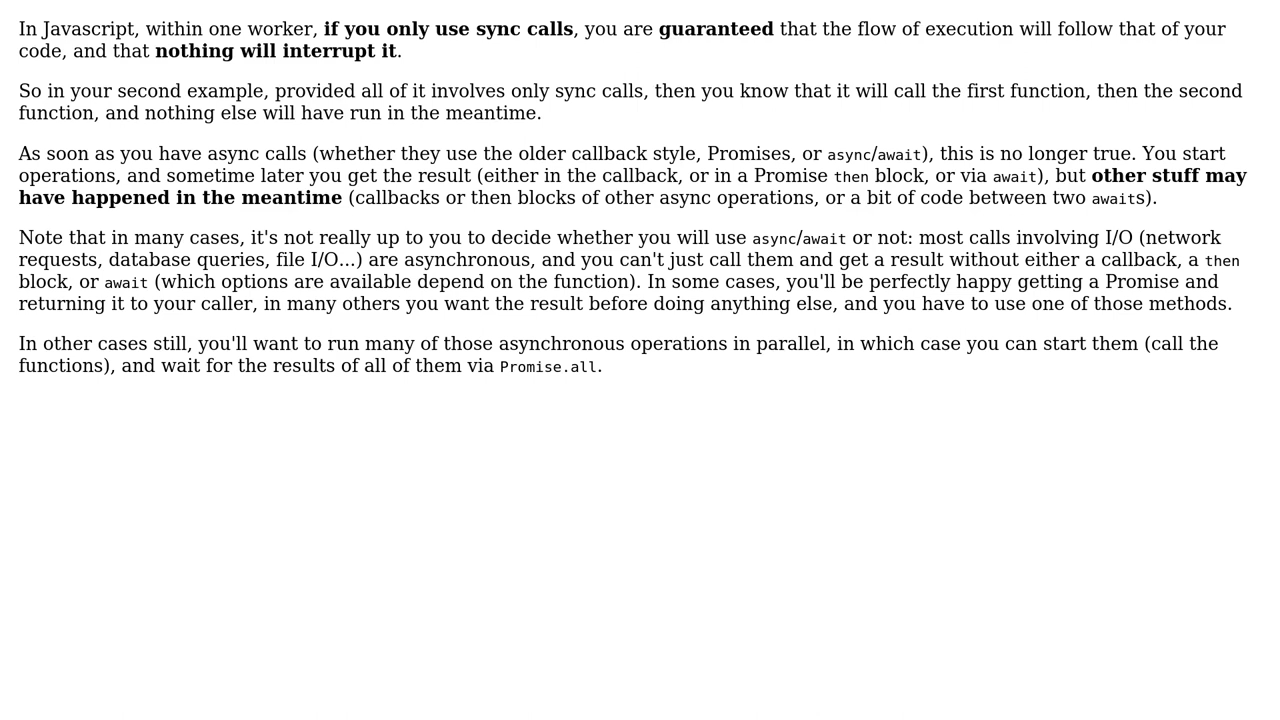 In Javascript, within one worker, if you only use sync calls, you are guaranteed that the flow of execution will follow that of your
code, and that nothing will interrupt it.
So in your second example, provided all of it involves only sync calls, then you know that it will call the first function, then the second
function, and nothing else will have run in the meantime.
As soon as you have async calls (whether they use the older callback style, Promises, or async/await), this is no longer true. You start
operations, and sometime later you get the result (either in the callback, or in a Promise then block, or via await), but other stuff may
have happened in the meantime (callbacks or then blocks of other async operations, or a bit of code between two awaits).
Note that in many cases, it's not really up to you to decide whether you will use async/await or not: most calls involving I/O (network
requests, database queries, file I/O...) are asynchronous, and you can't just call them and get a result without either a callback, a then
block, or await (which options are available depend on the function). In some cases, you'll be perfectly happy getting a Promise and
returning it to your caller, in many others you want the result before doing anything else, and you have to use one of those methods.
In other cases still, you'll want to run many of those asynchronous operations in parallel, in which case you can start them (call the
functions), and wait for the results of all of them via Promise.all.